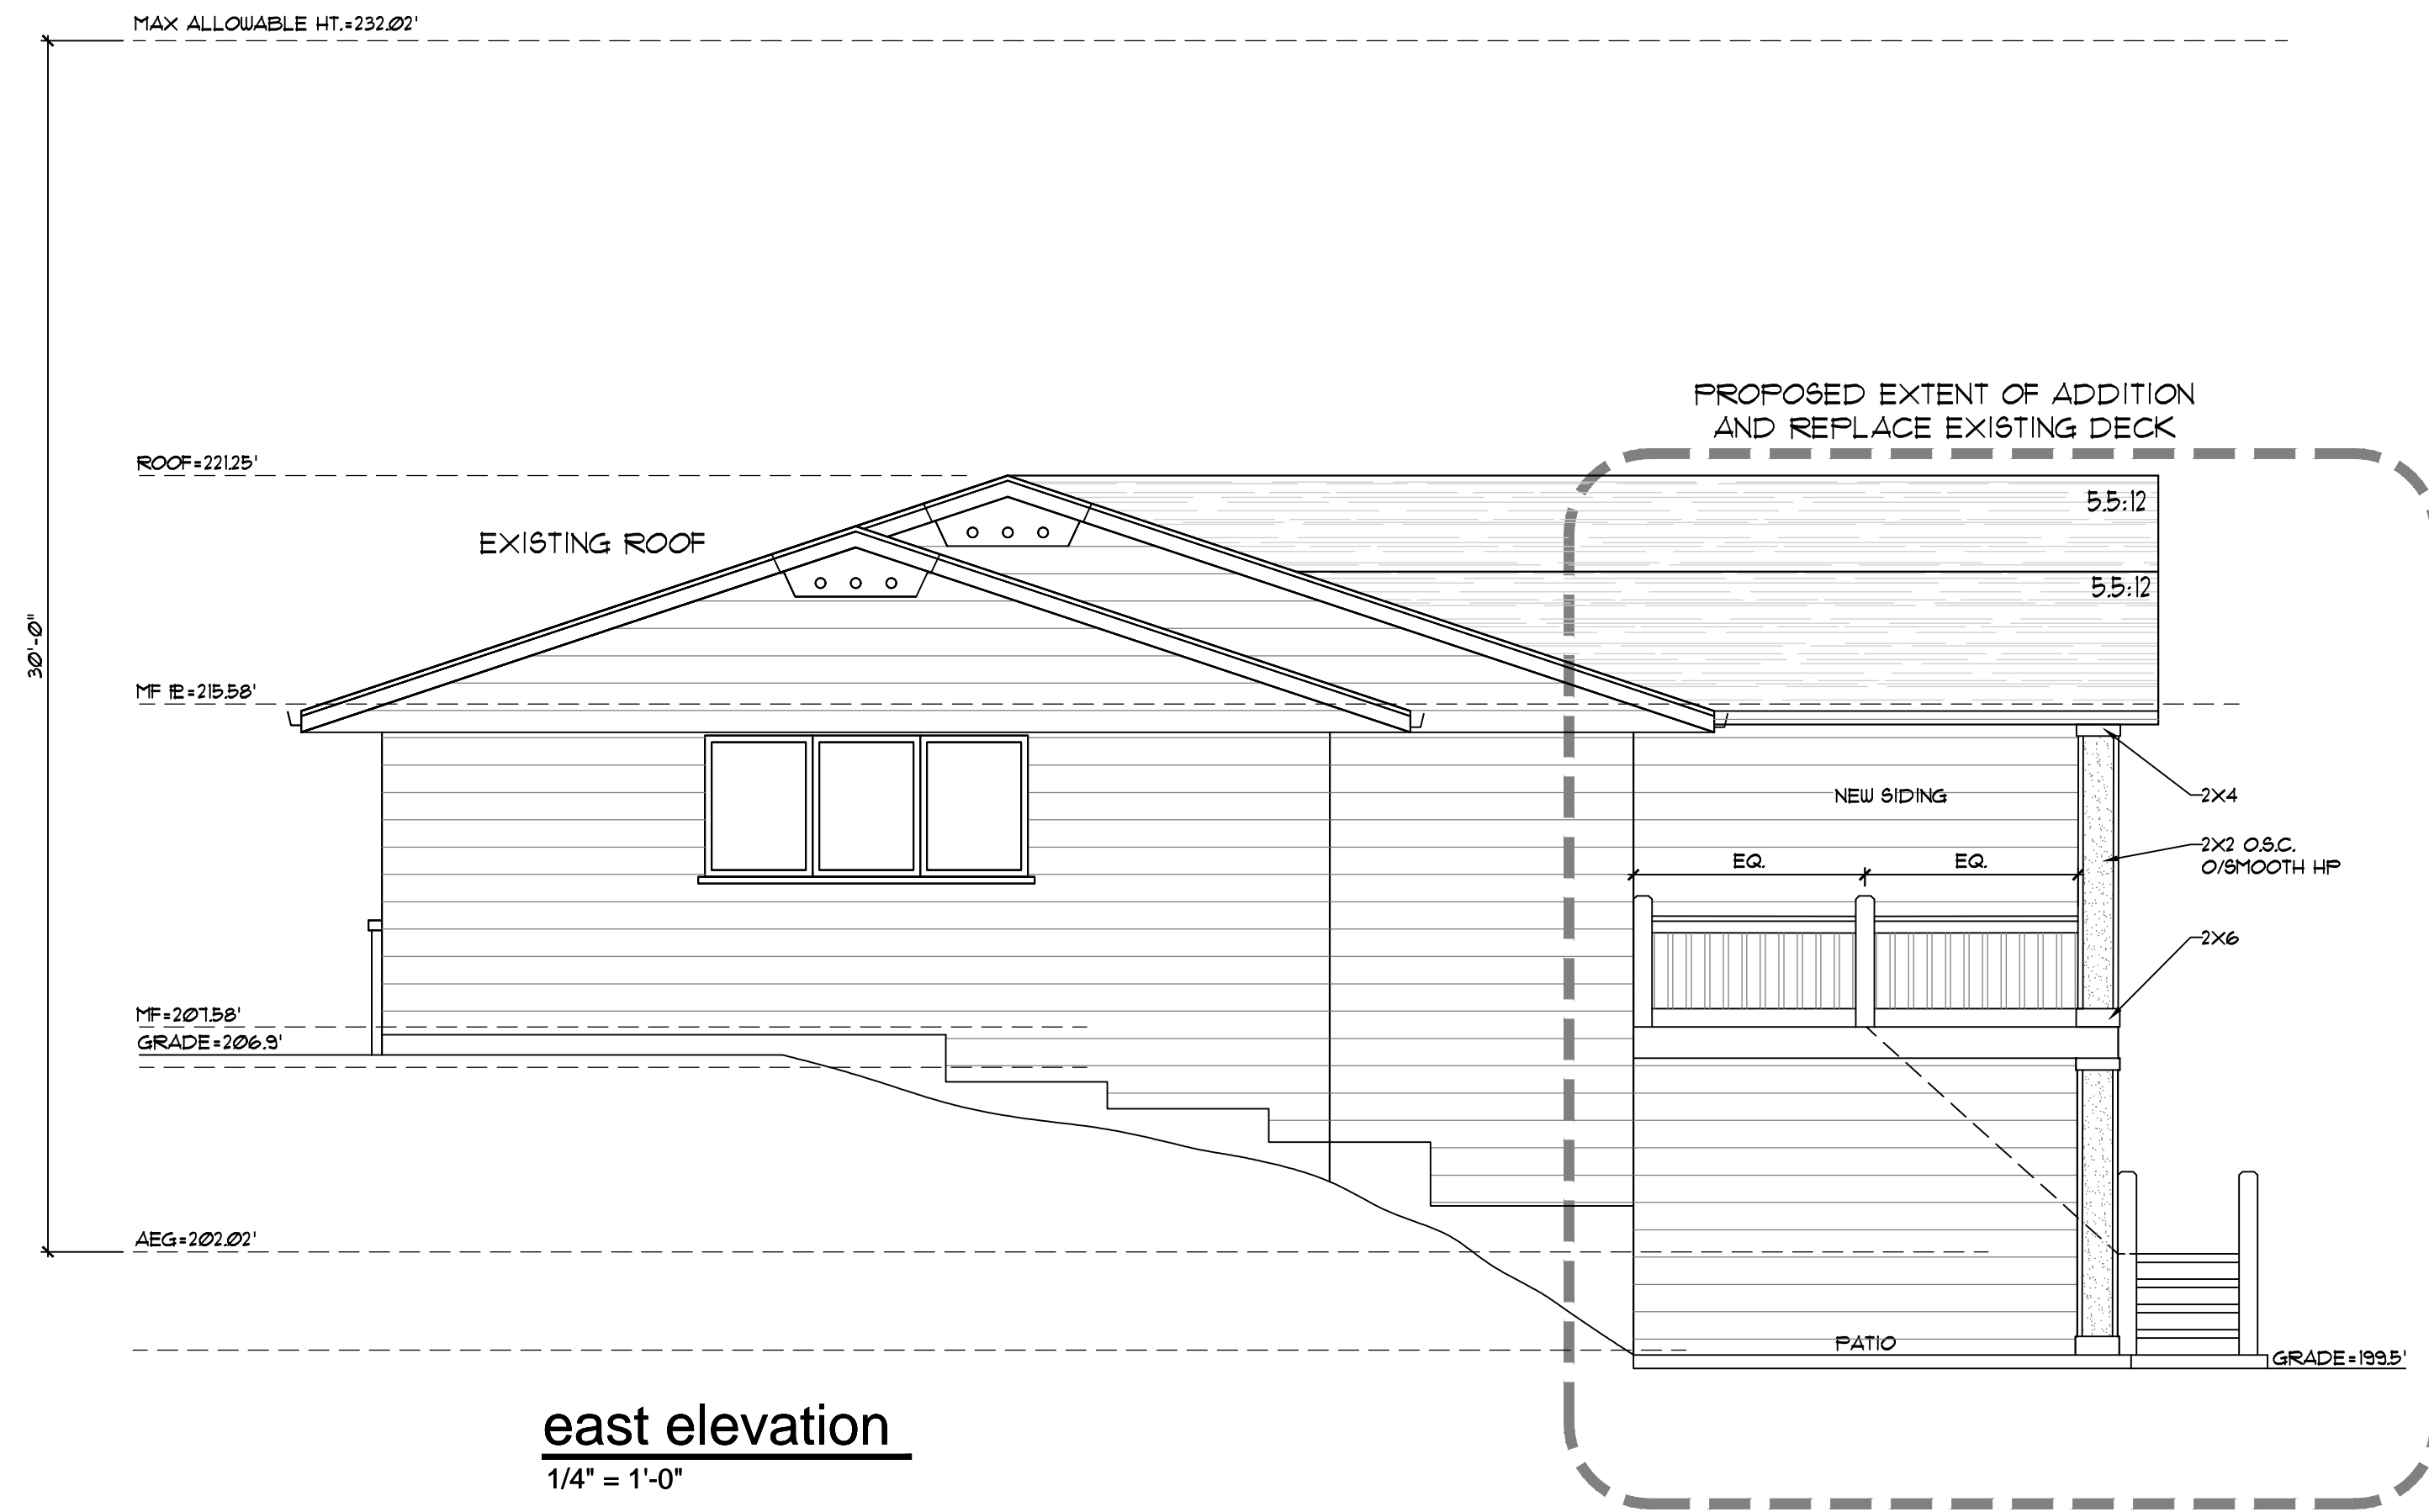 MAX ALLOWABLE HT.=232.02'
PROPOSED EXTENT OF ADDITION
AND REPLACE EXISTING DECK
ROOF=221.25'
5.5:12
EXISTING ROOF
5.5:12
30'-0"
MF PL=215.58'
NEW SIDING
2X4
2X2 O.S.C.
O/SMOOTH HP
EQ.
EQ.
2X6
MF=207.58'
GRADE=206.9'
AEG=202.02'
PATIO
GRADE=199.5'
east elevation
1/4" = 1'-0"